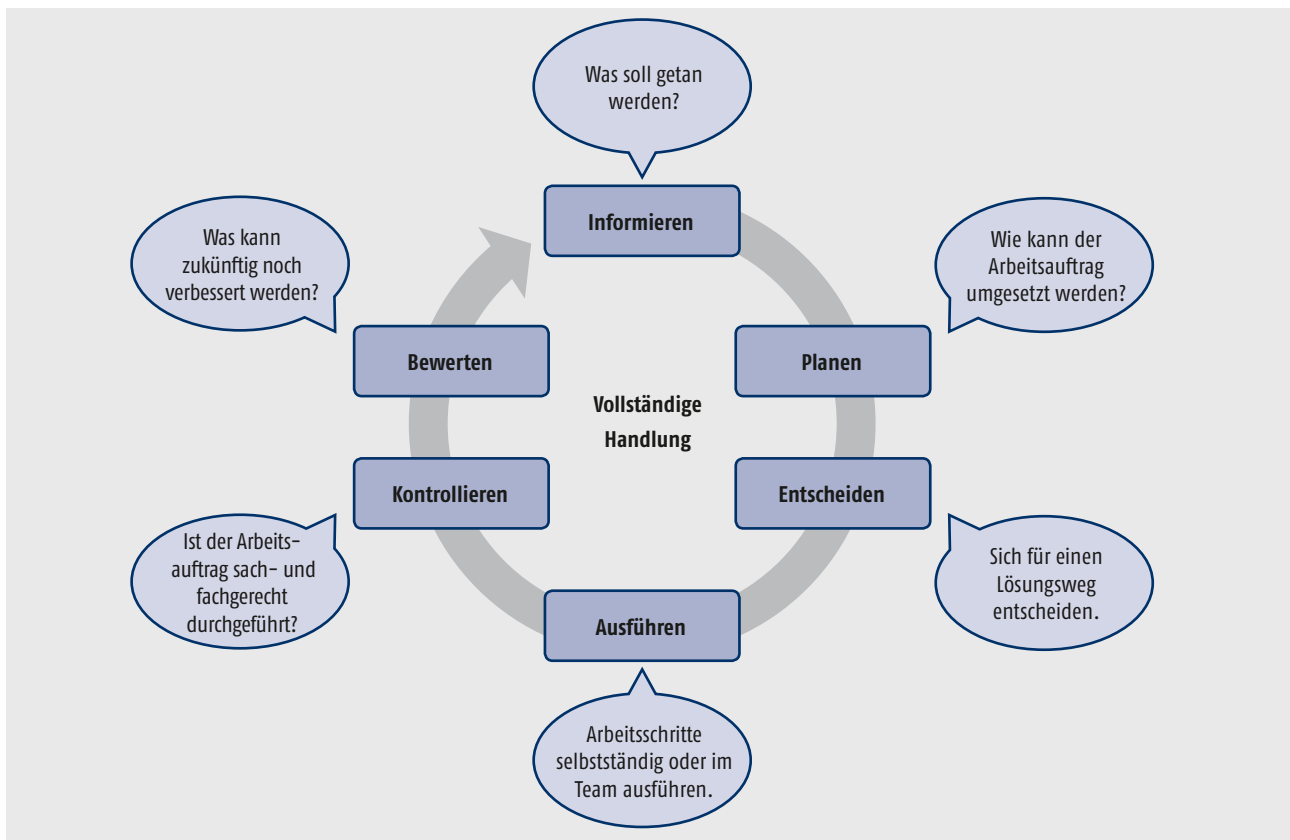 Was soll getan
werden?
Informieren
Wie kann der
Arbeitsauftrag
umgesetzt werden?
Planen
Sich für einen
Lösungsweg
entscheiden.
Entscheiden
Arbeitsschritte
selbstständig oder im
Team ausführen.
Ausführen
Ist der Arbeits-
auftrag sach- und
fachgerecht
durchgeführt?
Kontrollieren
Was kann
zukünftig noch
verbessert werden?
Bewerten
Vollständige
Handlung